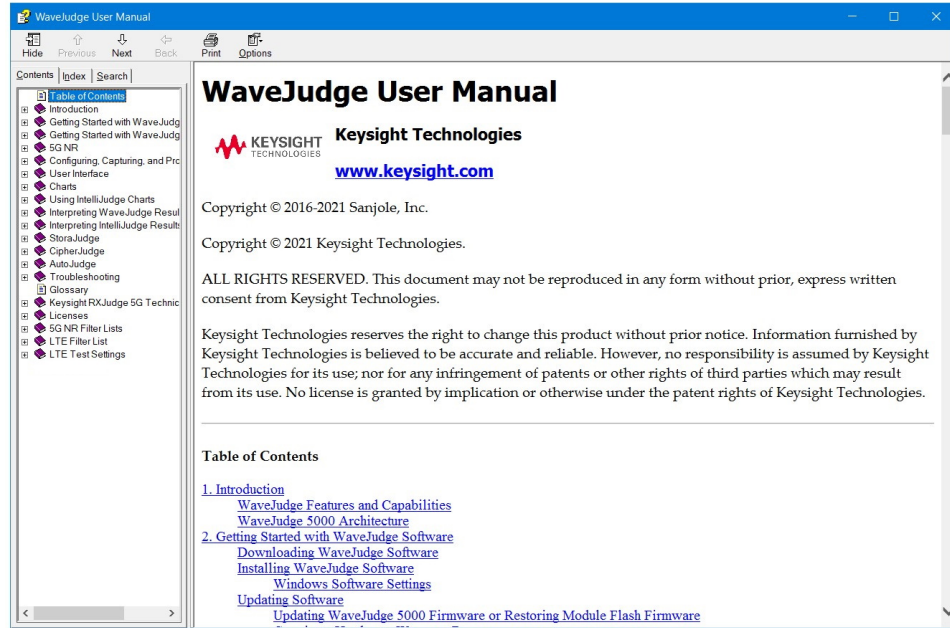 WaveJudge User Manual
Hide Previous Next Back Print Options
Contents Index Search
Table of Contents
Introduction
Getting Started with WaveJudg
Getting Started with WaveJudg
5G NR
Configuring, Capturing, and Prc
User Interface
Charts
Using IntelliJudge Charts
Interpreting WaveJudge Resul
Interpreting IntelliJudge Results
StoraJudge
CipherJudge
AutoJudge
Troubleshooting
Glossary
Keysight RXJudge 5G Technic
Licenses
5G NR Filter Lists
LTE Filter List
LTE Test Settings
WaveJudge User Manual
KEYSIGHT
TECHNOLOGIES
Keysight Technologies
www.keysight.com
Copyright © 2016-2021 Sanjole, Inc.
Copyright © 2021 Keysight Technologies.
ALL RIGHTS RESERVED. This document may not be reproduced in any form without prior, express written
consent from Keysight Technologies.
Keysight Technologies reserves the right to change this product without prior notice. Information furnished by
Keysight Technologies is believed to be accurate and reliable. However, no responsibility is assumed by Keysight
Technologies for its use; nor for any infringement of patents or other rights of third parties which may result
from its use. No license is granted by implication or otherwise under the patent rights of Keysight Technologies.
Table of Contents
1. Introduction
WaveJudge Features and Capabilities
WaveJudge 5000 Architecture
2. Getting Started with WaveJudge Software
Downloading WaveJudge Software
Installing WaveJudge Software
Windows Software Settings
Updating Software
Updating WaveJudge 5000 Firmware or Restoring Module Flash Firmware